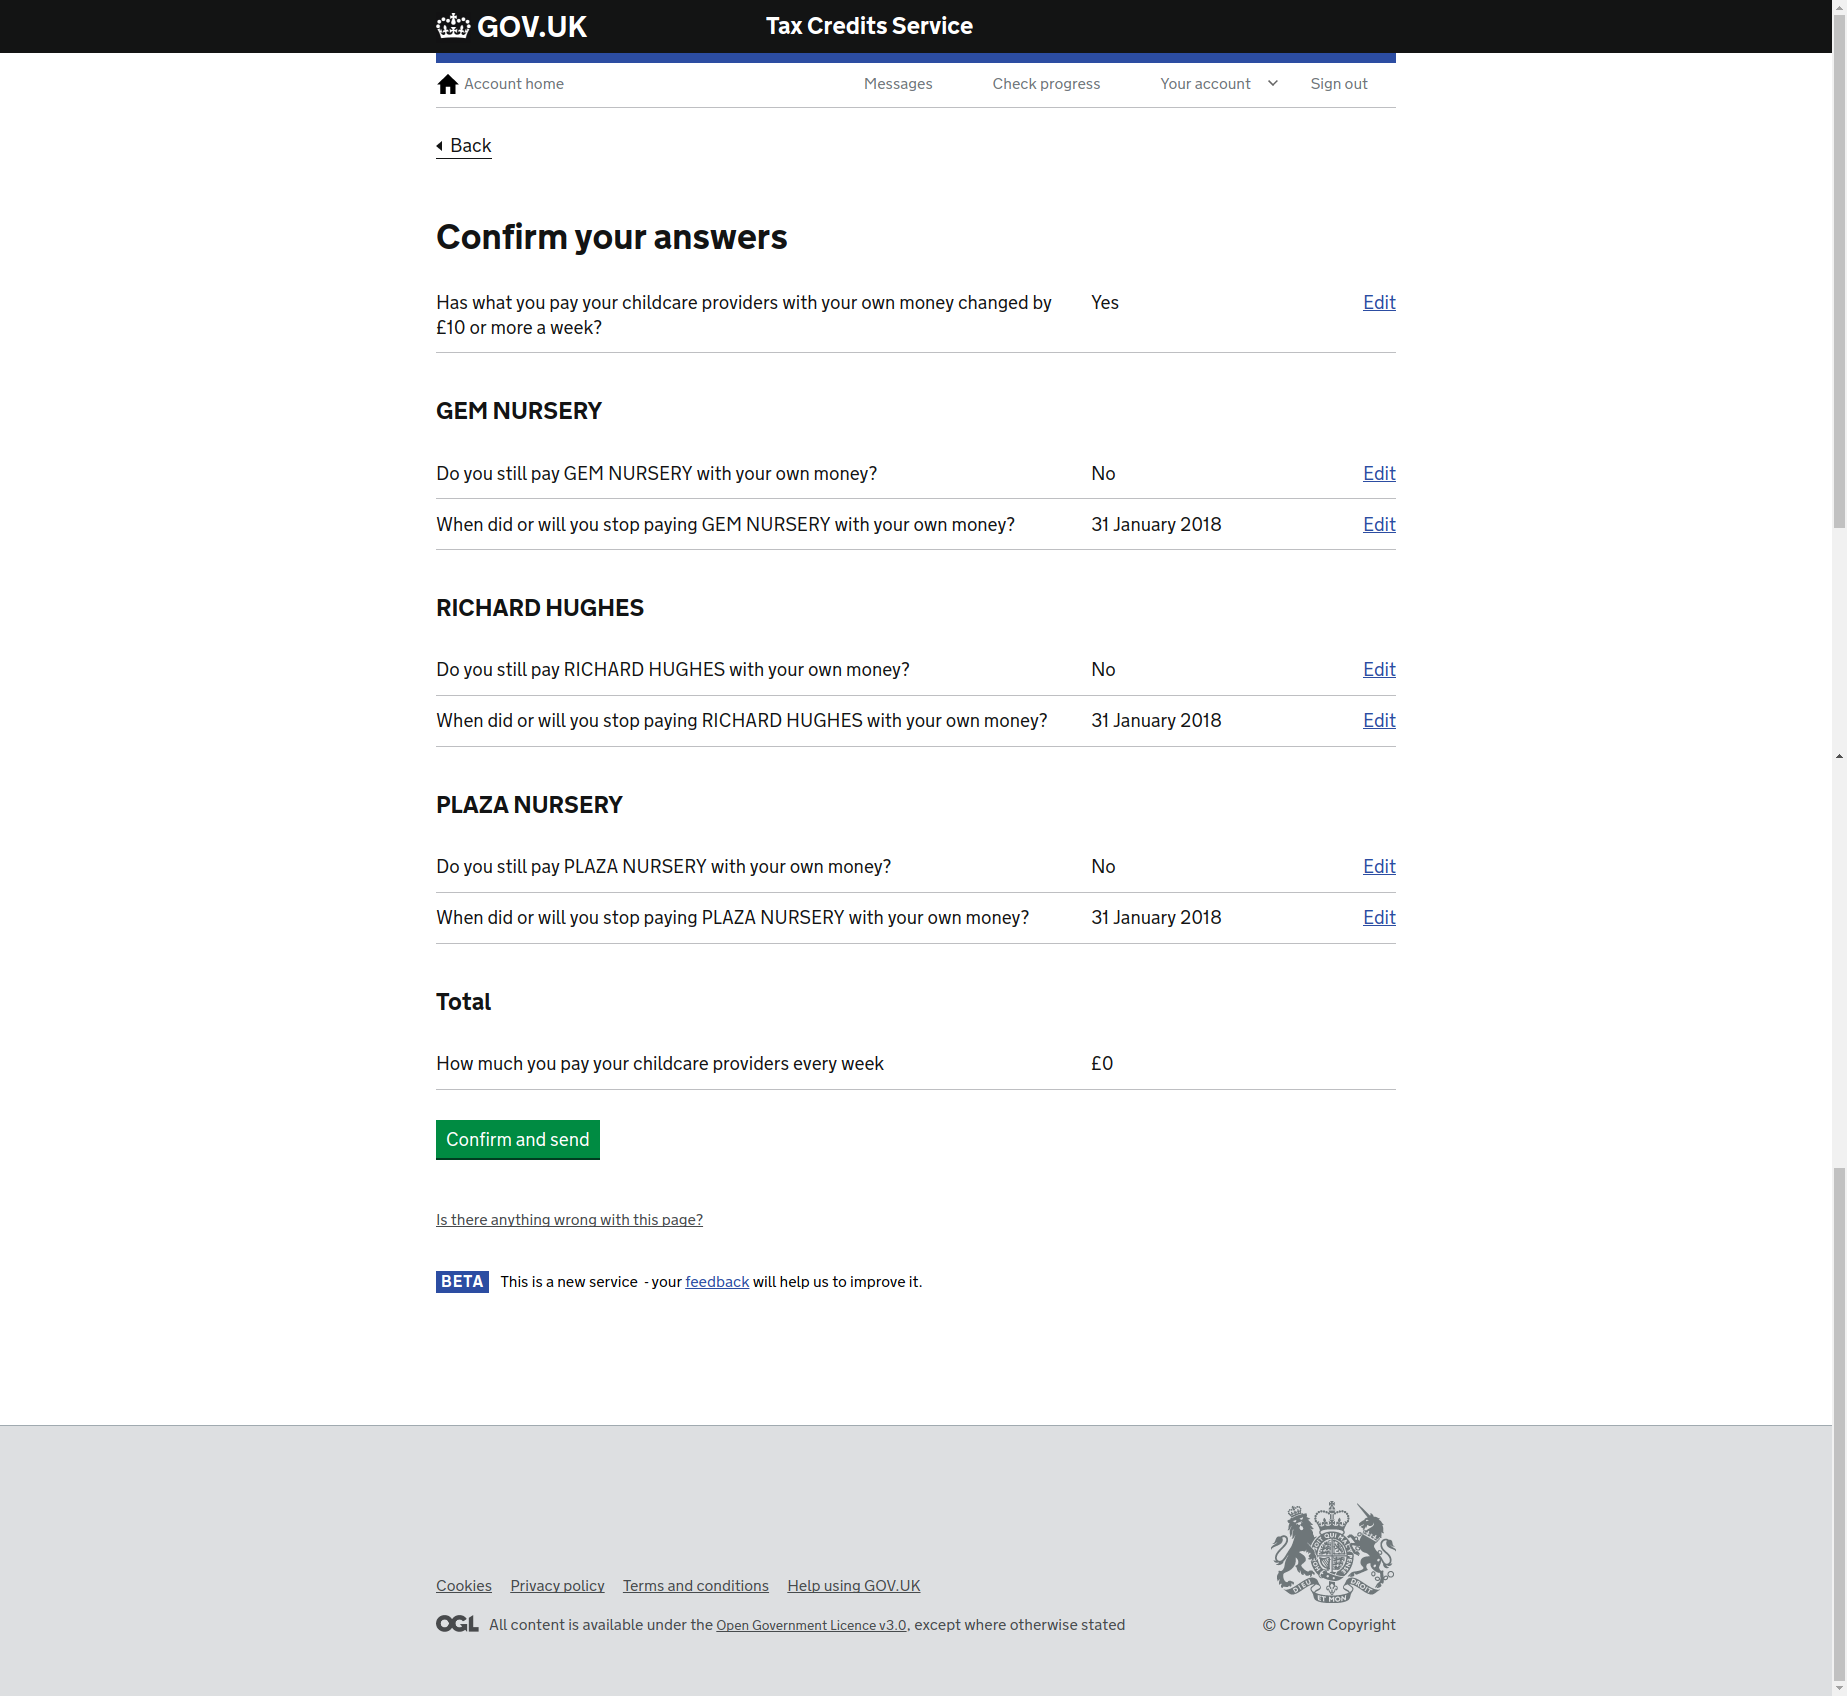 GOV.UK
Tax Credits Service
Account home
Messages
Check progress
Your account
Sign out
Back
Confirm your answers
Has what you pay your childcare providers with your own money changed by
£10 or more a week?
Yes
Edit
GEM NURSERY
Do you still pay GEM NURSERY with your own money?
No
Edit
When did or will you stop paying GEM NURSERY with your own money?
31 January 2018
Edit
RICHARD HUGHES
Do you still pay RICHARD HUGHES with your own money?
No
Edit
When did or will you stop paying RICHARD HUGHES with your own money?
31 January 2018
Edit
PLAZA NURSERY
Do you still pay PLAZA NURSERY with your own money?
No
Edit
When did or will you stop paying PLAZA NURSERY with your own money?
31 January 2018
Edit
Total
How much you pay your childcare providers every week
£0
Confirm and send
Is there anything wrong with this page?
BETA This is a new service - your feedback will help us to improve it.
Cookies Privacy policy Terms and conditions Help using GOV.UK
OGL All content is available under the Open Government Licence v3.0, except where otherwise stated
DIEU ET MON DROIT
© Crown Copyright